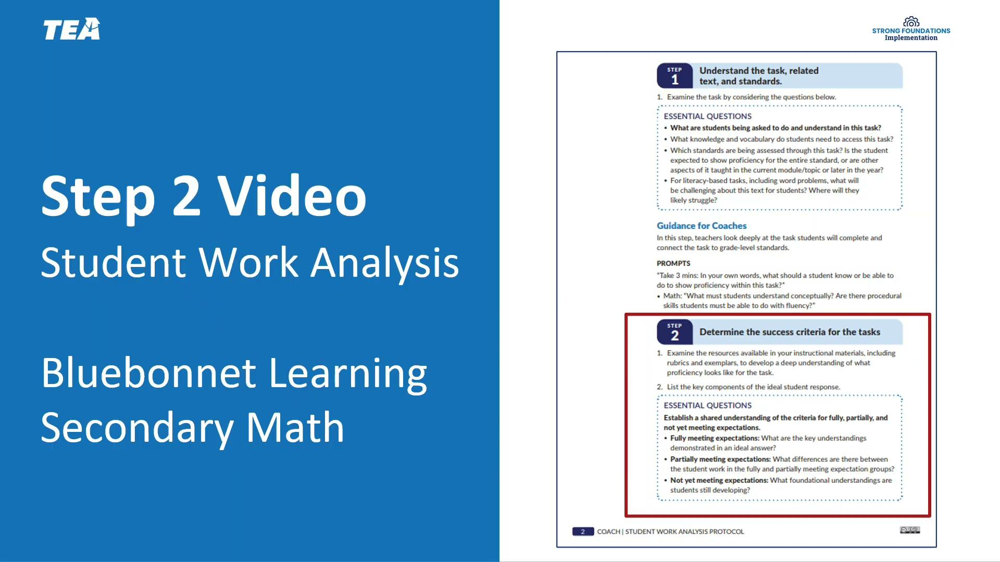 TEA
Step 2 Video
Student Work Analysis
Bluebonnet Learning
Secondary Math
STRONG FOUNDATIONS
Implementation
STEP
1
Understand the task, related
text, and standards.
1. Examine the task by considering the questions below.
ESSENTIAL QUESTIONS
• What are students being asked to do and understand in this task?
• What knowledge and vocabulary do students need to access this task?
• Which standards are being assessed through this task? Is the student
expected to show proficiency for the entire standard, or are other
aspects of it taught in the current module/topic or later in the year?
• For literacy-based tasks, including word problems, what will
be challenging about this text for students? Where will they
likely struggle?
Guidance for Coaches
In this step, teachers look deeply at the task students will complete and
connect the task to grade-level standards.
PROMPTS
"Take 3 mins: In your own words, what should a student know or be able to
do to show proficiency within this task?"
• Math: "What must students understand conceptually? Are there procedural
skills students must be able to do with fluency?"
STEP
2
Determine the success criteria for the tasks
1. Examine the resources available in your instructional materials, including
rubrics and exemplars, to develop a deep understanding of what
proficiency looks like for the task.
2. List the key components of the ideal student response.
ESSENTIAL QUESTIONS
Establish a shared understanding of the criteria for fully, partially, and
not yet meeting expectations.
• Fully meeting expectations: What are the key understandings
demonstrated in an ideal answer?
• Partially meeting expectations: What differences are there between
the student work in the fully and partially meeting expectation groups?
• Not yet meeting expectations: What foundational understandings are
students still developing?
2 COACH | STUDENT WORK ANALYSIS PROTOCOL